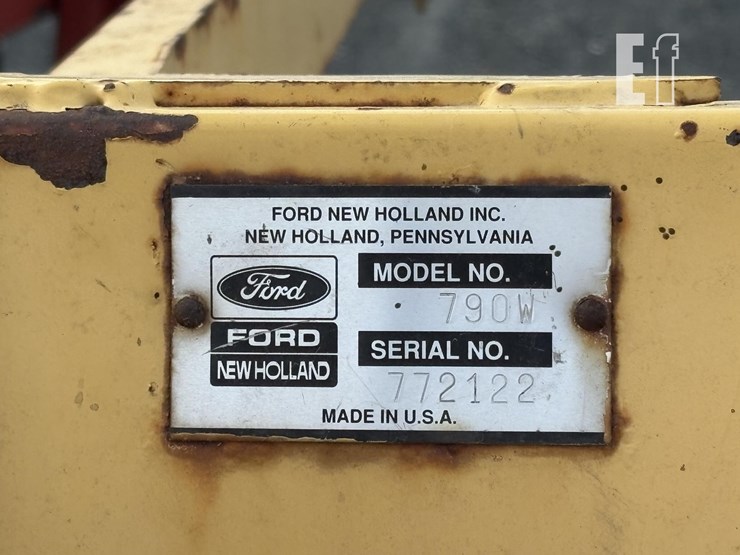 Ef
FORD NEW HOLLAND INC.
NEW HOLLAND, PENNSYLVANIA
Ford
MODEL NO.
790W
FORD
SERIAL NO.
NEW HOLLAND
772122
MADE IN U.S.A.